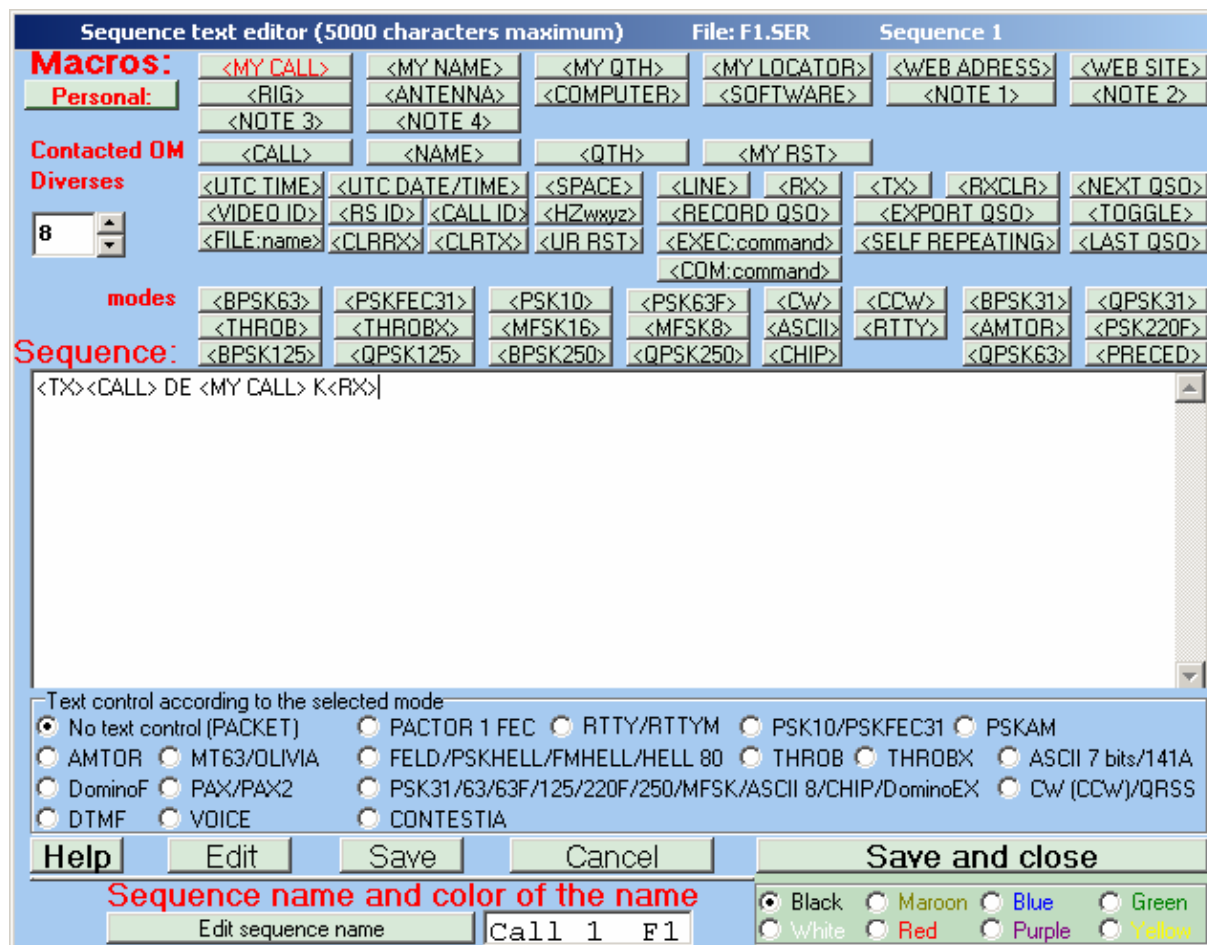 Sequence text editor (5000 characters maximum) File: F1.SER Sequence 1
Macros: <MY CALL> <MY NAME> <MY QTH> <MY LOCATOR> <WEB ADRESS> <WEB SITE>
Personal: <RIG> <ANTENNA> <COMPUTER> <SOFTWARE> <NOTE 1> <NOTE 2>
<NOTE 3> <NOTE 4>
Contacted OM <CALL> <NAME> <QTH> <MY RST>
Diverses <UTC TIME> <UTC DATE/TIME> <SPACE> <LINE> <RX> <TX> <RXCLR> <NEXT QSO>
8 <VIDEO ID> <RS ID> <CALL ID> <HZwxyz> <RECORD QSO> <EXPORT QSO> <TOGGLE>
<FILE:name> <CLRRX> <CLRTX> <UR RST> <EXEC:command> <SELF REPEATING> <LAST QSO>
<COM:command>
modes <BPSK63> <PSKFEC31> <PSK10> <PSK63F> <CW> <CCW> <BPSK31> <QPSK31>
<THROB> <THROBX> <MFSK16> <MFSK8> <ASCII> <RTTY> <AMTOR> <PSK220F>
Sequence: <BPSK125> <QPSK125> <BPSK250> <QPSK250> <CHIP> <QPSK63> <PRECED>
<TX><CALL> DE <MY CALL> K<RX>
Text control according to the selected mode
No text control (PACKET) PACTOR 1 FEC RTTY/RTTYM PSK10/PSKFEC31 PSKAM
AMTOR MT63/OLIVIA FELD/PSKHELL/FMHELL/HELL 80 THROB THROBX ASCII 7 bits/141A
DominoF PAX/PAX2 PSK31/63/63F/125/220F/250/MFSK/ASCII 8/CHIP/DominoEX CW (CCW)/QRSS
DTMF VOICE CONTESTIA
Help Edit Save Cancel Save and close
Sequence name and color of the name
Black Maroon Blue Green
Edit sequence name Call 1 F1
White Red Purple Yellow